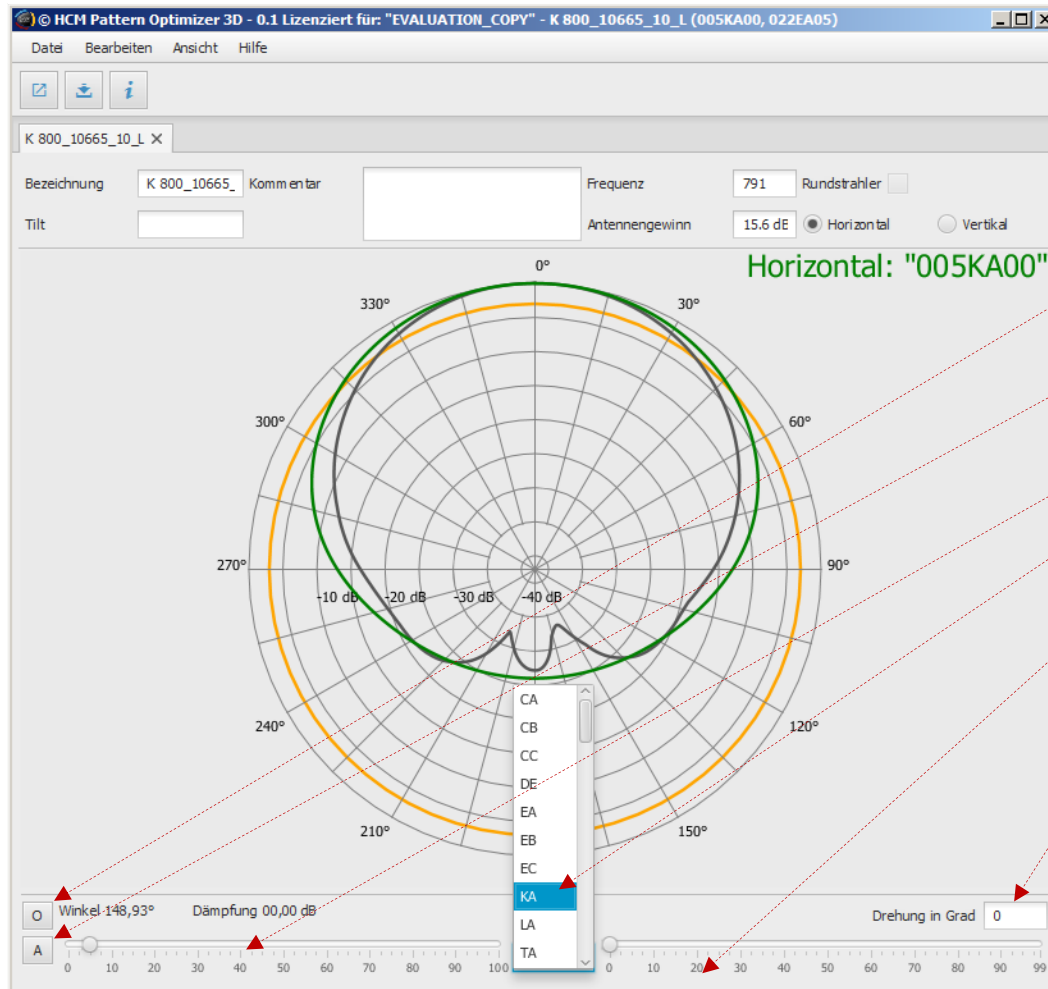 © HCM Pattern Optimizer 3D - 0.1 Lizenziert für: "EVALUATION_COPY" - K 800_10665_10_L (005KA00, 022EA05)
Datei Bearbeiten Ansicht Hilfe
i
K 800_10665_10_L
Bezeichnung K 800_10665_ Kommentar Frequenz 791 Rundstrahler
Tilt Antennengewinn 15.6 dB Horizontal Vertikal
Horizontal: "005KA00"
0°
330° 30°
300° 60°
270° 90°
-10 dB -20 dB -30 dB -40 dB
240° 120°
210° 150°
CA
CB
CC
DE
EA
EB
EC
KA
LA
TA
O Winkel 148,93° Dämpfung 00,00 dB Drehung in Grad 0
A
0 10 20 30 40 50 60 70 80 90 100 0 10 20 30 40 50 60 70 80 90 99